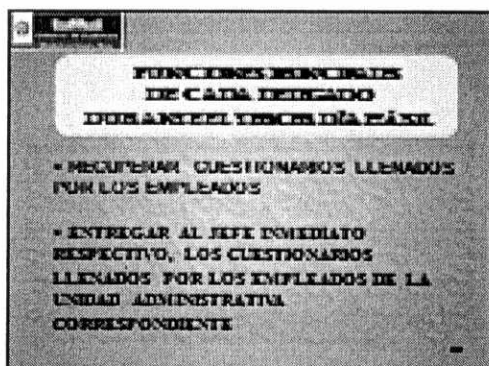 FUNCIONES PRINCIPALES
DE CADA DELEGADO
DURANTE EL TERCER DÍA HÁBIL
• RECUPERAR CUESTIONARIOS LLENADOS
POR LOS EMPLEADOS
• ENTREGAR AL JEFE INMEDIATO
RESPECTIVO, LOS CUESTIONARIOS
LLENADOS POR LOS EMPLEADOS DE LA
UNIDAD ADMINISTRATIVA
CORRESPONDIENTE